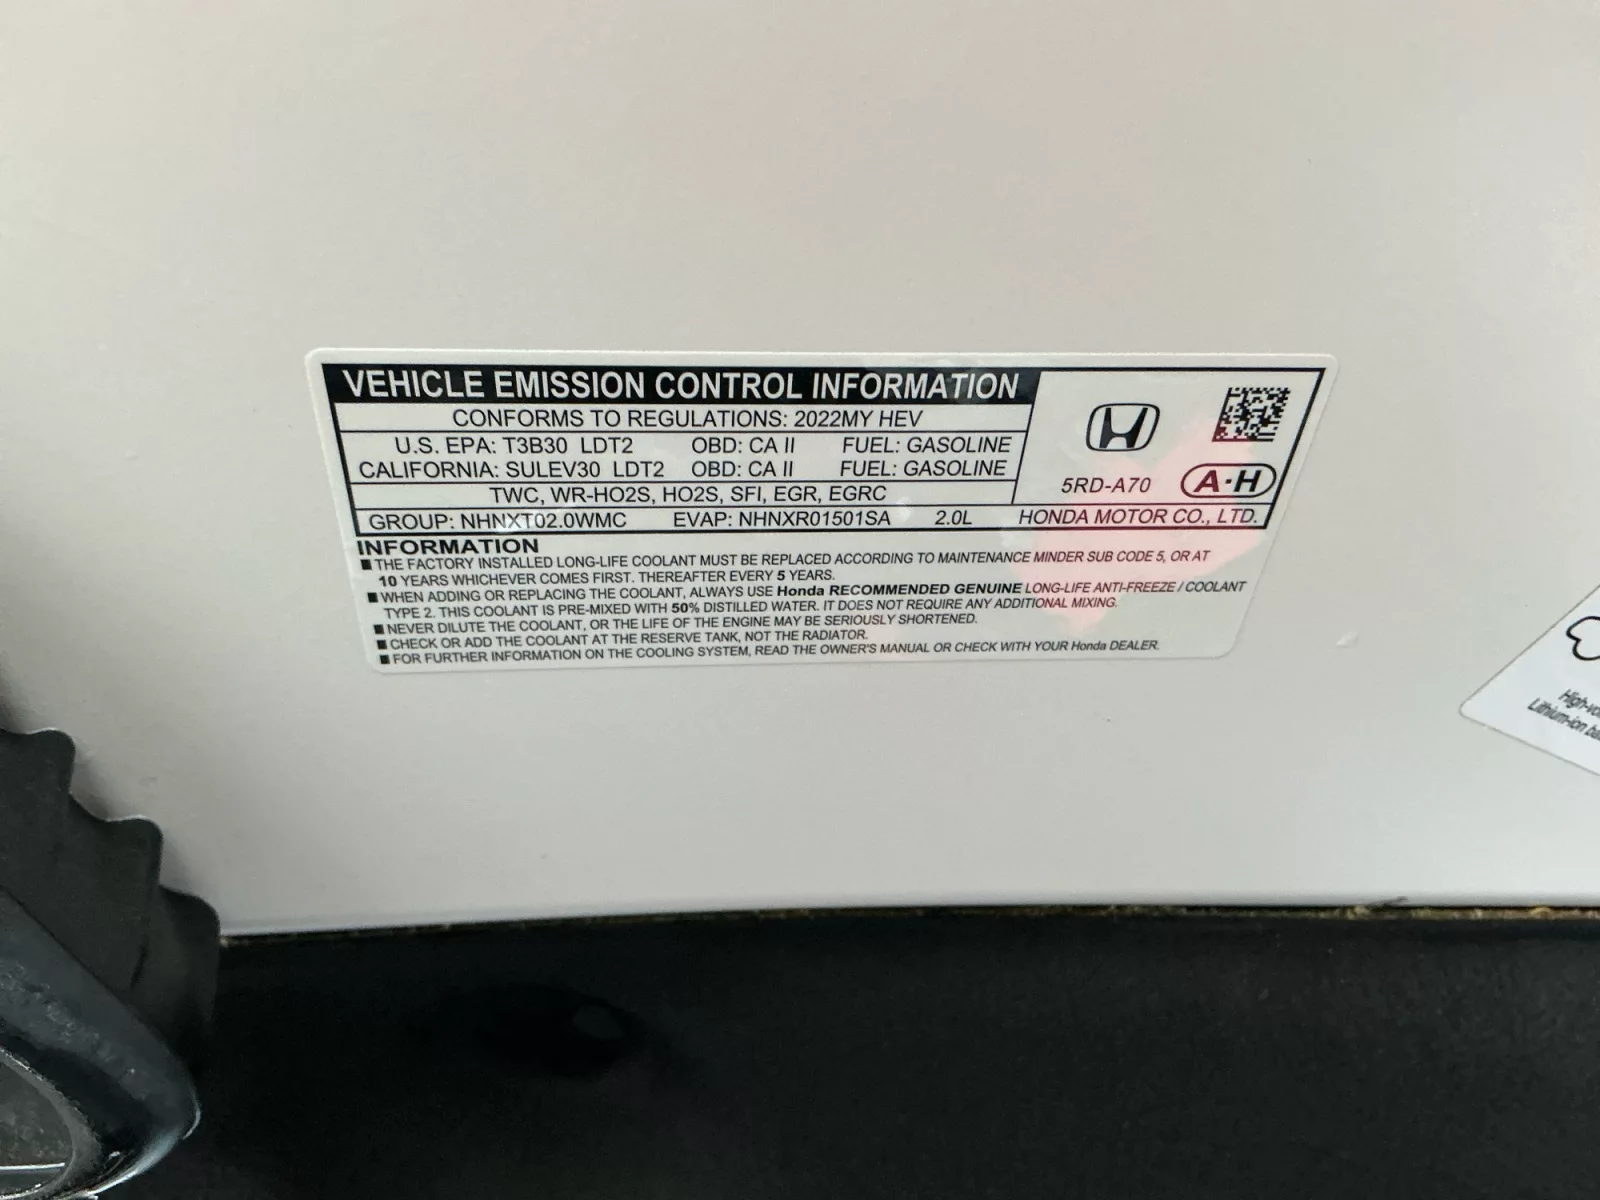 VEHICLE EMISSION CONTROL INFORMATION
CONFORMS TO REGULATIONS: 2022MY HEV
U.S. EPA: T3B30 LDT2 OBD: CA II FUEL: GASOLINE
CALIFORNIA: SULEV30 LDT2 OBD: CA II FUEL: GASOLINE
TWC, WR-HO2S, HO2S, SFI, EGR, EGRC
5RD-A70 A·H
GROUP: NHNXT02.0WMC EVAP: NHNXR01501SA 2.0L HONDA MOTOR CO., LTD.
INFORMATION
■ THE FACTORY INSTALLED LONG-LIFE COOLANT MUST BE REPLACED ACCORDING TO MAINTENANCE MINDER SUB CODE 5, OR AT
10 YEARS WHICHEVER COMES FIRST. THEREAFTER EVERY 5 YEARS.
■ WHEN ADDING OR REPLACING THE COOLANT, ALWAYS USE Honda RECOMMENDED GENUINE LONG-LIFE ANTI-FREEZE / COOLANT
TYPE 2. THIS COOLANT IS PRE-MIXED WITH 50% DISTILLED WATER. IT DOES NOT REQUIRE ANY ADDITIONAL MIXING.
■ NEVER DILUTE THE COOLANT, OR THE LIFE OF THE ENGINE MAY BE SERIOUSLY SHORTENED.
■ CHECK OR ADD THE COOLANT AT THE RESERVE TANK, NOT THE RADIATOR.
■ FOR FURTHER INFORMATION ON THE COOLING SYSTEM, READ THE OWNER'S MANUAL OR CHECK WITH YOUR Honda DEALER.
Lithium-ion